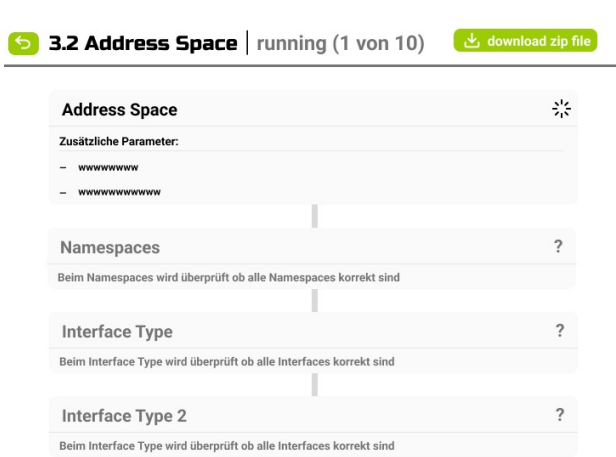 3.2 Address Space | running (1 von 10) download zip file
Address Space
Zusätzliche Parameter:
– wwwwwwww
– wwwwwwwwwww
Namespaces ?
Beim Namespaces wird überprüft ob alle Namespaces korrekt sind
Interface Type ?
Beim Interface Type wird überprüft ob alle Interfaces korrekt sind
Interface Type 2 ?
Beim Interface Type wird überprüft ob alle Interfaces korrekt sind